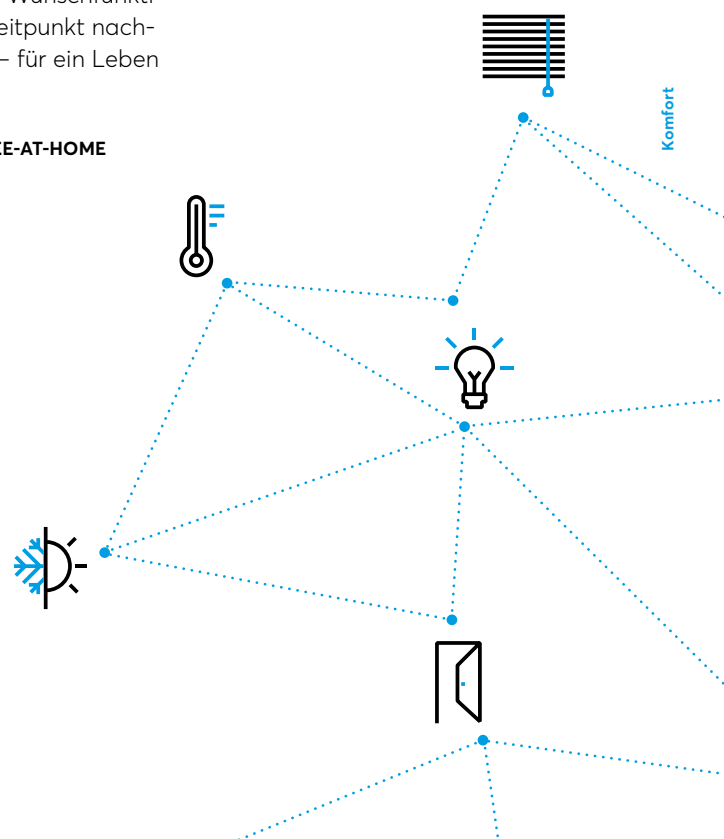 eitpunkt nach-
– für ein Leben
E-AT-HOME
Komfort